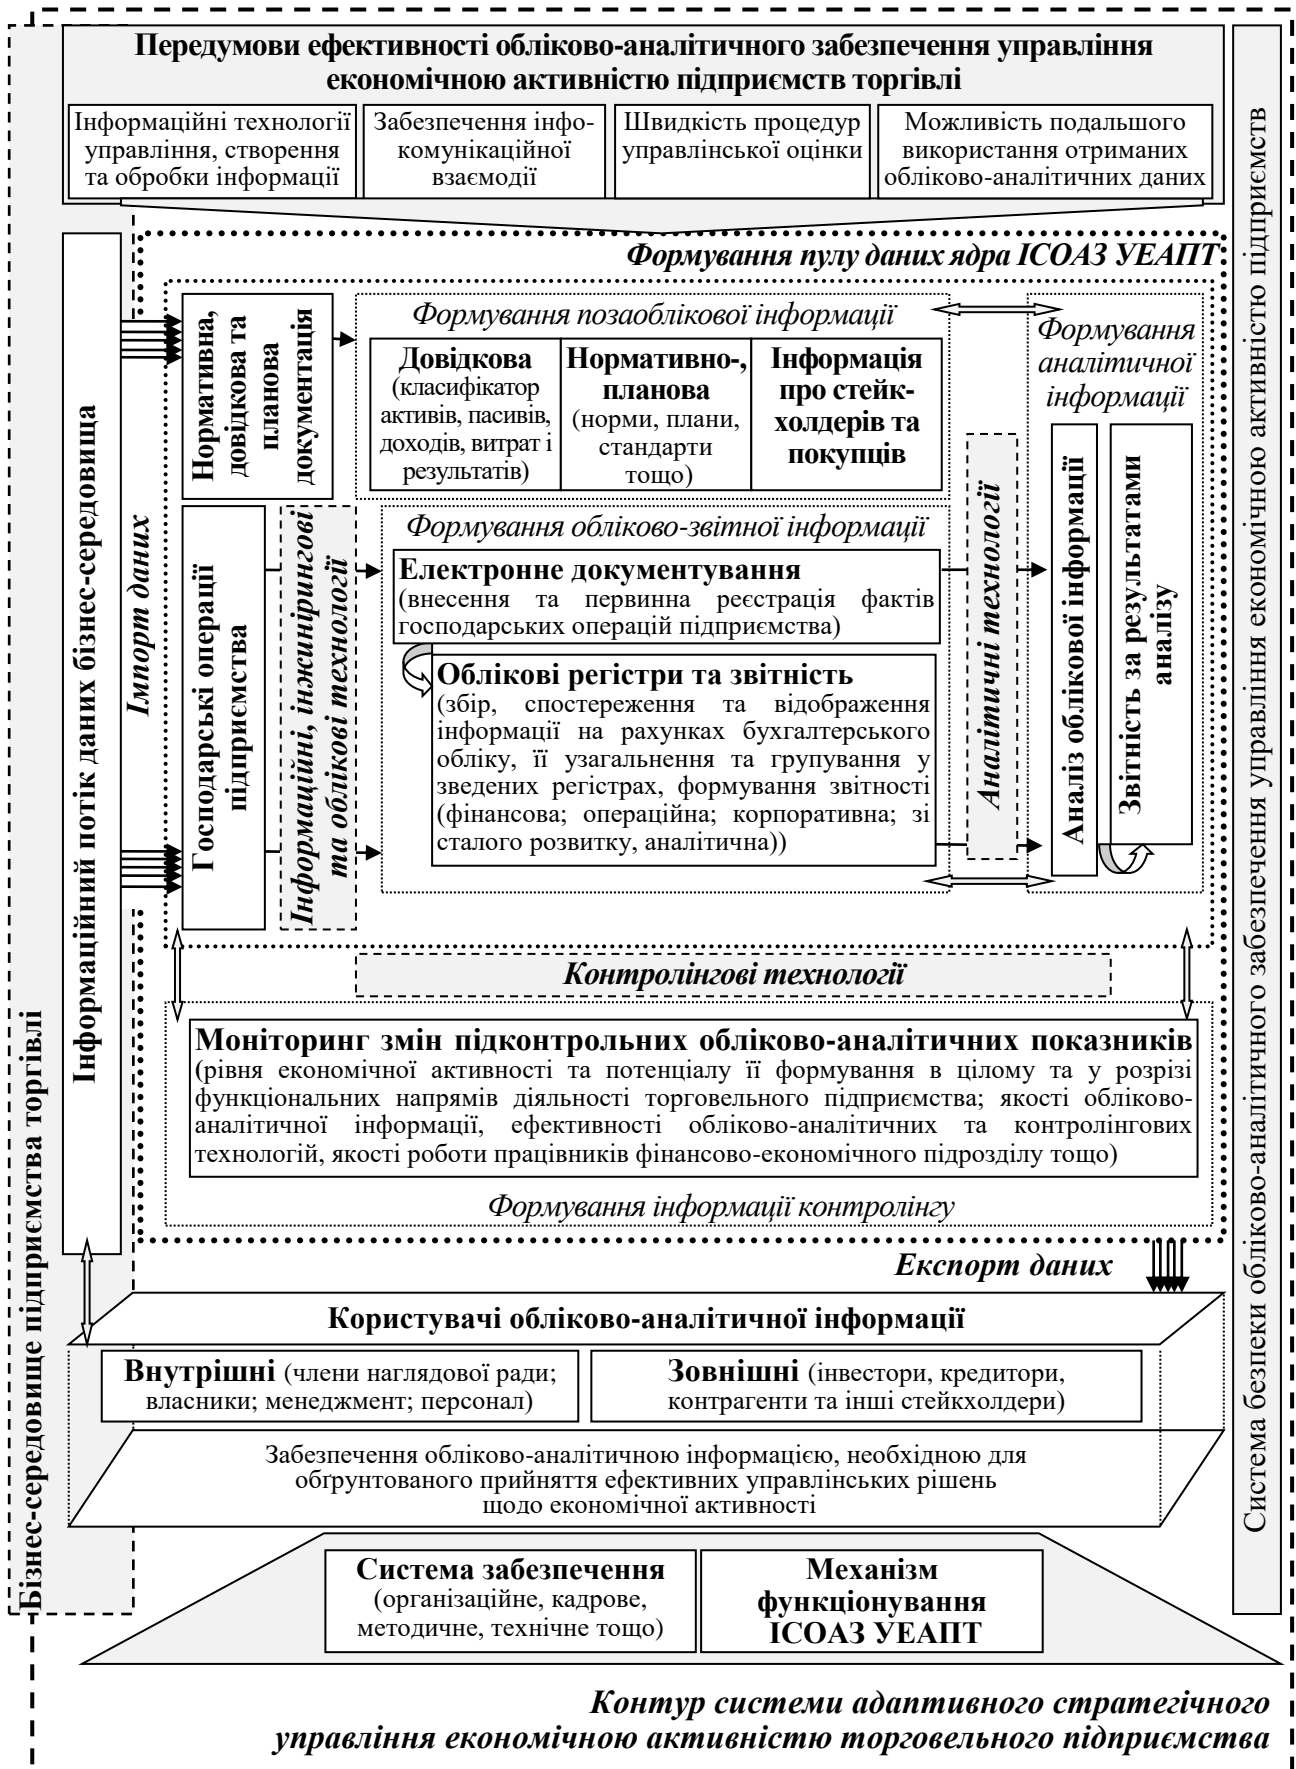 Передумови ефективності обліково-аналітичного забезпечення управління
економічною активністю підприємств торгівлі
Інформаційні технології
управління, створення
та обробки інформації
Забезпечення інфо-
комунікаційної
взаємодії
Швидкість процедур
управлінської оцінки
Можливість подальшого
використання отриманих
обліково-аналітичних даних
Бізнес-середовище підприємства торгівлі
Інформаційний потік даних бізнес-середовища
Імпорт даних
Формування пулу даних ядра ІСОАЗ УЕАПТ
Нормативна,
довідкова та
планова
документація
Формування позаоблікової інформації
Довідкова
(класифікатор
активів, пасивів,
доходів, витрат і
результатів)
Нормативно-,
планова
(норми, плани,
стандарти
тощо)
Інформація
про стейк-
холдерів та
покупців
Формування
аналітичної
інформації
Господарські операції
підприємства
Інформаційні, інжинірингові
та облікові технології
Формування обліково-звітної інформації
Електронне документування
(внесення та первинна реєстрація фактів
господарських операцій підприємства)
Облікові регістри та звітність
(збір, спостереження та відображення
інформації на рахунках бухгалтерського
обліку, її узагальнення та групування у
зведених регістрах, формування звітності
(фінансова; операційна; корпоративна; зі
сталого розвитку, аналітична))
Аналітичні технології
Аналіз облікової інформації
Звітність за результатами
аналізу
Контролінгові технології
Моніторинг змін підконтрольних обліково-аналітичних показників
(рівня економічної активності та потенціалу її формування в цілому та у розрізі
функціональних напрямів діяльності торговельного підприємства; якості обліково-
аналітичної інформації, ефективності обліково-аналітичних та контролінгових
технологій, якості роботи працівників фінансово-економічного підрозділу тощо)
Формування інформації контролінгу
Експорт даних
Користувачі обліково-аналітичної інформації
Внутрішні (члени наглядової ради;
власники; менеджмент; персонал)
Зовнішні (інвестори, кредитори,
контрагенти та інші стейкхолдери)
Забезпечення обліково-аналітичною інформацією, необхідною для
обґрунтованого прийняття ефективних управлінських рішень
щодо економічної активності
Система забезпечення
(організаційне, кадрове,
методичне, технічне тощо)
Механізм
функціонування
ІСОАЗ УЕАПТ
Система безпеки обліково-аналітичного забезпечення управління економічною активністю підприємств
Контур системи адаптивного стратегічного
управління економічною активністю торговельного підприємства